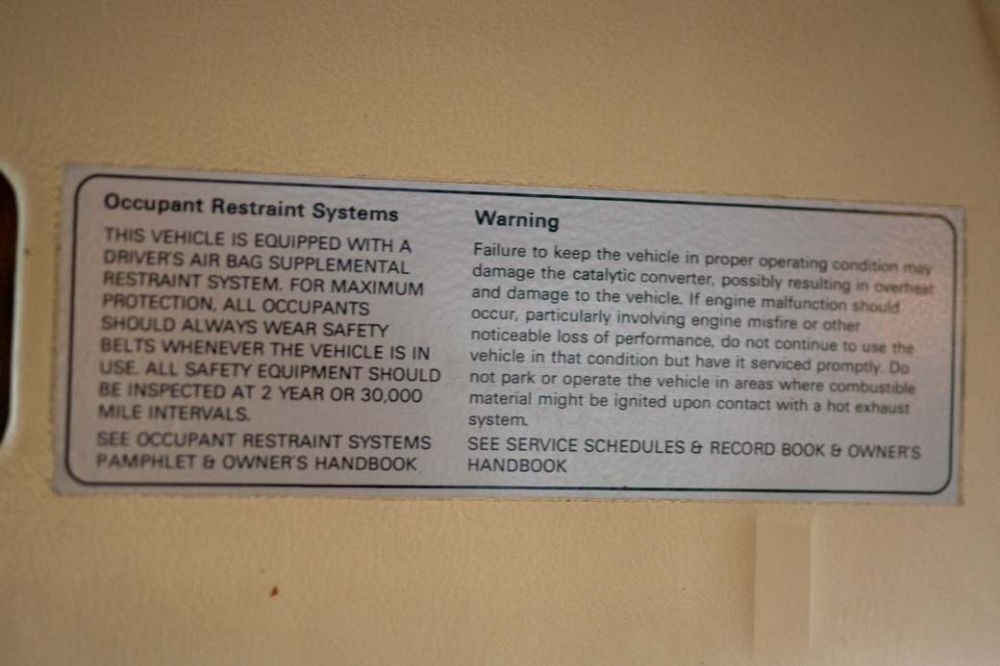 Occupant Restraint Systems
THIS VEHICLE IS EQUIPPED WITH A
DRIVER'S AIR BAG SUPPLEMENTAL
RESTRAINT SYSTEM. FOR MAXIMUM
PROTECTION, ALL OCCUPANTS
SHOULD ALWAYS WEAR SAFETY
BELTS WHENEVER THE VEHICLE IS IN
USE. ALL SAFETY EQUIPMENT SHOULD
BE INSPECTED AT 2 YEAR OR 30,000
MILE INTERVALS.
SEE OCCUPANT RESTRAINT SYSTEMS
PAMPHLET & OWNER'S HANDBOOK
Warning
Failure to keep the vehicle in proper operating condition may
damage the catalytic converter, possibly resulting in overheat
and damage to the vehicle. If engine malfunction should
occur, particularly involving engine misfire or other
noticeable loss of performance, do not continue to use the
vehicle in that condition but have it serviced promptly. Do
not park or operate the vehicle in areas where combustible
material might be ignited upon contact with a hot exhaust
system.
SEE SERVICE SCHEDULES & RECORD BOOK & OWNER'S
HANDBOOK